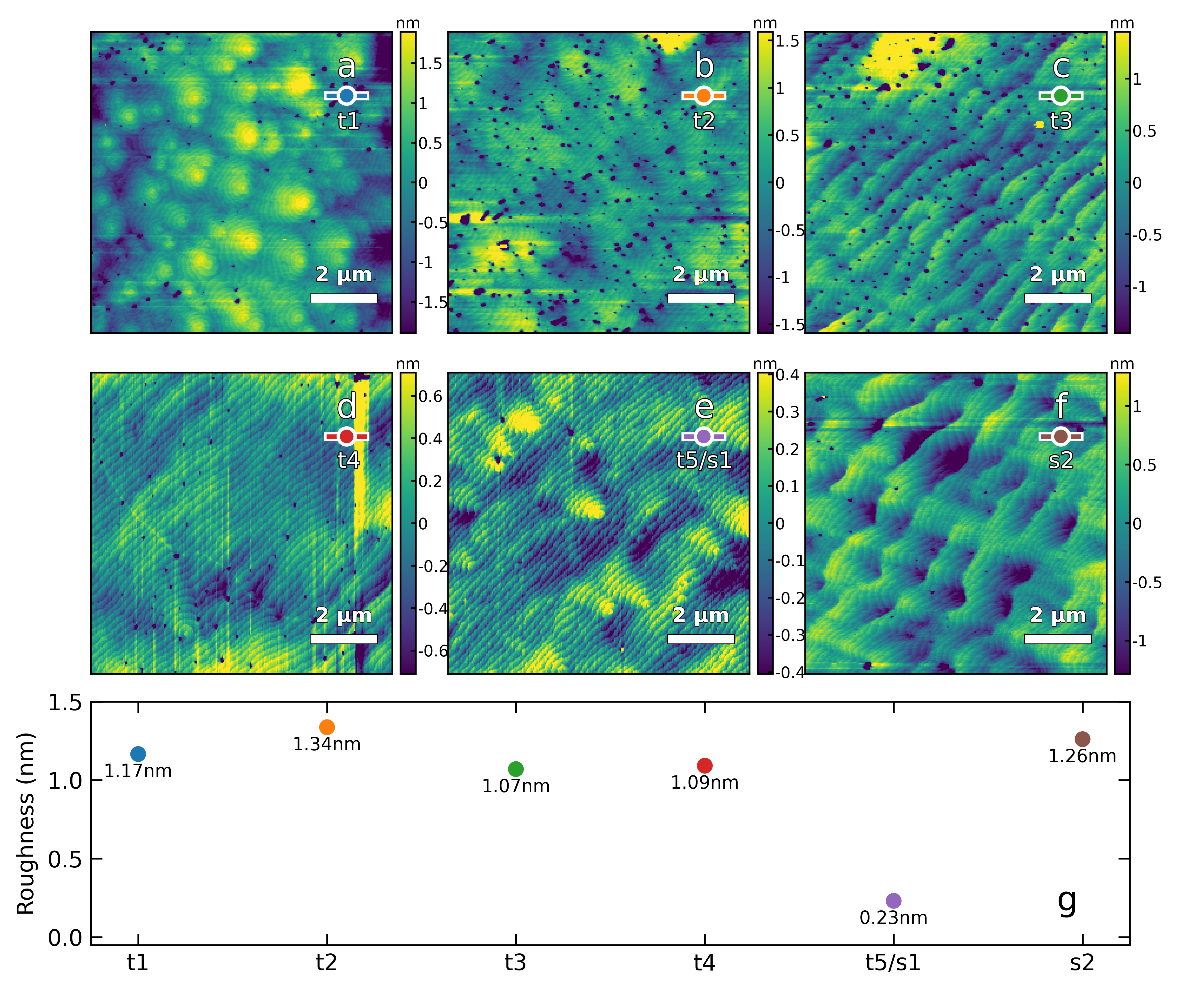 nm
1.5
1
0.5
0
-0.5
-1
-1.5
a
t1
2 µm
nm
1.5
1
0.5
0
-0.5
-1
-1.5
b
t2
2 µm
nm
1
0.5
0
-0.5
-1
c
t3
2 µm
nm
0.6
0.4
0.2
0
-0.2
-0.4
-0.6
d
t4
2 µm
nm
0.4
0.3
0.2
0.1
0
-0.1
-0.2
-0.3
-0.4
e
t5/s1
2 µm
nm
1
0.5
0
-0.5
-1
f
s2
2 µm
Roughness (nm)
1.5
1.0
0.5
0.0
1.17nm
1.34nm
1.07nm
1.09nm
0.23nm
1.26nm
g
t1
t2
t3
t4
t5/s1
s2